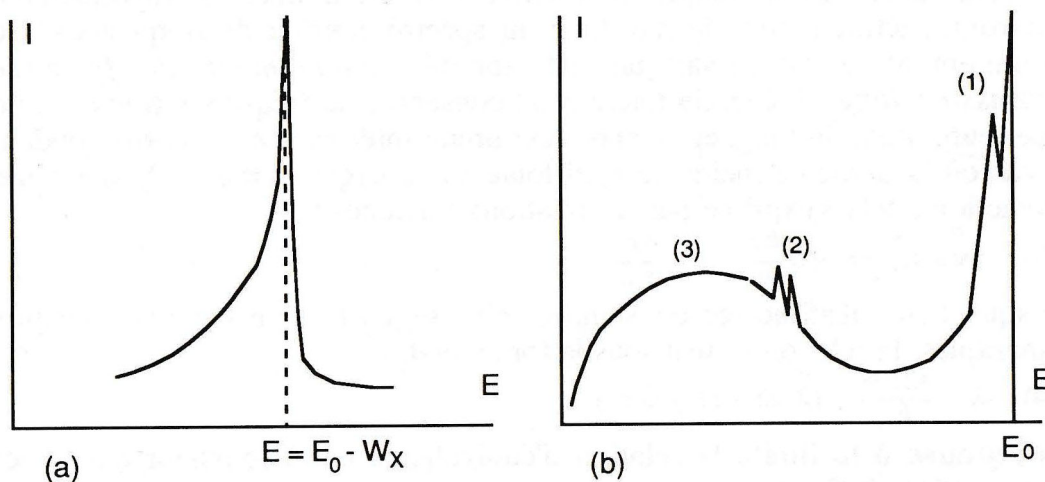 I
E
E = E₀ - Wₓ
(a)
I
(1)
(2)
(3)
E
E₀
(b)